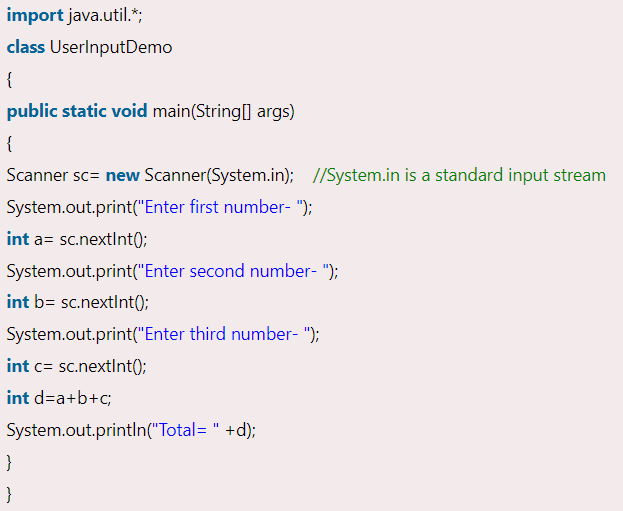 import java.util.*;
class UserInputDemo
{
public static void main(String[] args)
{
Scanner sc= new Scanner(System.in);    //System.in is a standard input stream
System.out.print("Enter first number- ");
int a= sc.nextInt();
System.out.print("Enter second number- ");
int b= sc.nextInt();
System.out.print("Enter third number- ");
int c= sc.nextInt();
int d=a+b+c;
System.out.println("Total= " +d);
}
}